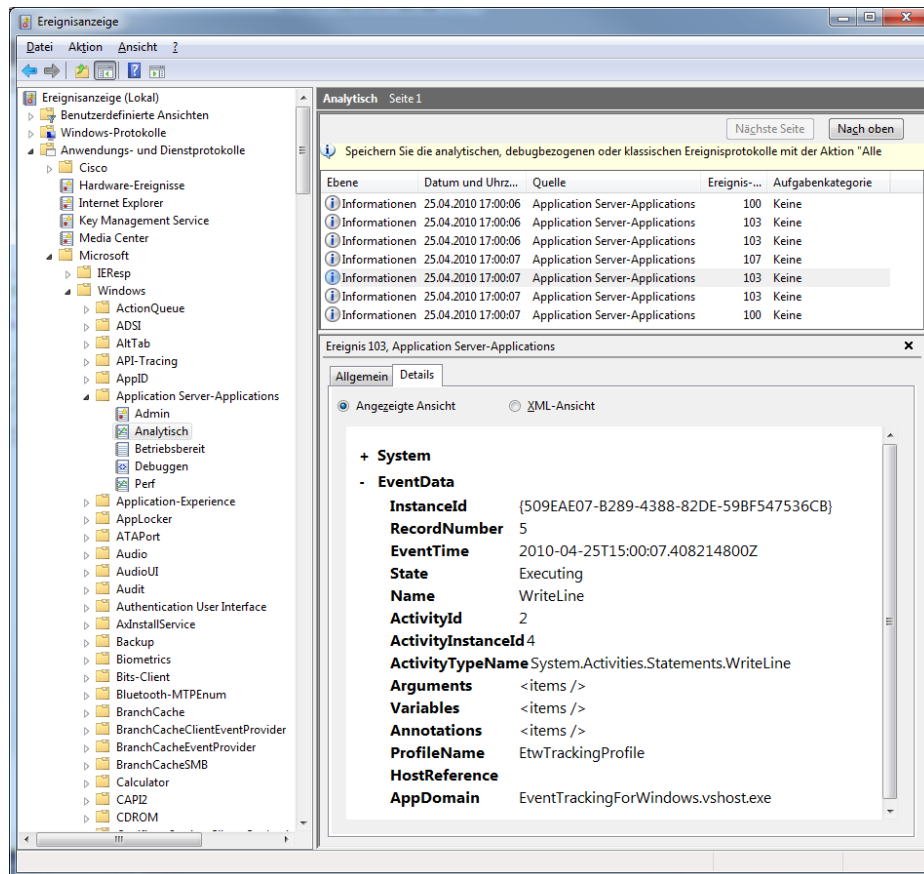 Ereignisanzeige
Datei Aktion Ansicht ?
Ereignisanzeige (Lokal)
Benutzerdefinierte Ansichten
Windows-Protokolle
Anwendungs- und Dienstprotokolle
Cisco
Hardware-Ereignisse
Internet Explorer
Key Management Service
Media Center
Microsoft
IEResp
Windows
ActionQueue
ADSI
AltTab
API-Tracing
AppID
Application Server-Applications
Admin
Analytisch
Betriebsbereit
Debuggen
Perf
Application-Experience
AppLocker
ATAPort
Audio
AudioUI
Audit
Authentication User Interface
AxInstallService
Backup
Biometrics
Bits-Client
Bluetooth-MTPEnum
BranchCache
BranchCacheClientEventProvider
BranchCacheEventProvider
BranchCacheSMB
Calculator
CAPI2
CDROM
Analytisch Seite 1
Nächste Seite Nach oben
Speichern Sie die analytischen, debugbezogenen oder klassischen Ereignisprotokolle mit der Aktion "Alle
Ebene Datum und Uhrz... Quelle Ereignis-... Aufgabenkategorie
Informationen 25.04.2010 17:00:06 Application Server-Applications 100 Keine
Informationen 25.04.2010 17:00:06 Application Server-Applications 103 Keine
Informationen 25.04.2010 17:00:06 Application Server-Applications 103 Keine
Informationen 25.04.2010 17:00:07 Application Server-Applications 107 Keine
Informationen 25.04.2010 17:00:07 Application Server-Applications 103 Keine
Informationen 25.04.2010 17:00:07 Application Server-Applications 103 Keine
Informationen 25.04.2010 17:00:07 Application Server-Applications 100 Keine
Ereignis 103, Application Server-Applications
Allgemein Details
Angezeigte Ansicht XML-Ansicht
+ System
- EventData
InstanceId {509EAE07-B289-4388-82DE-59BF547536CB}
RecordNumber 5
EventTime 2010-04-25T15:00:07.408214800Z
State Executing
Name WriteLine
ActivityId 2
ActivityInstanceId 4
ActivityTypeName System.Activities.Statements.WriteLine
Arguments <items />
Variables <items />
Annotations <items />
ProfileName EtwTrackingProfile
HostReference
AppDomain EventTrackingForWindows.vshost.exe